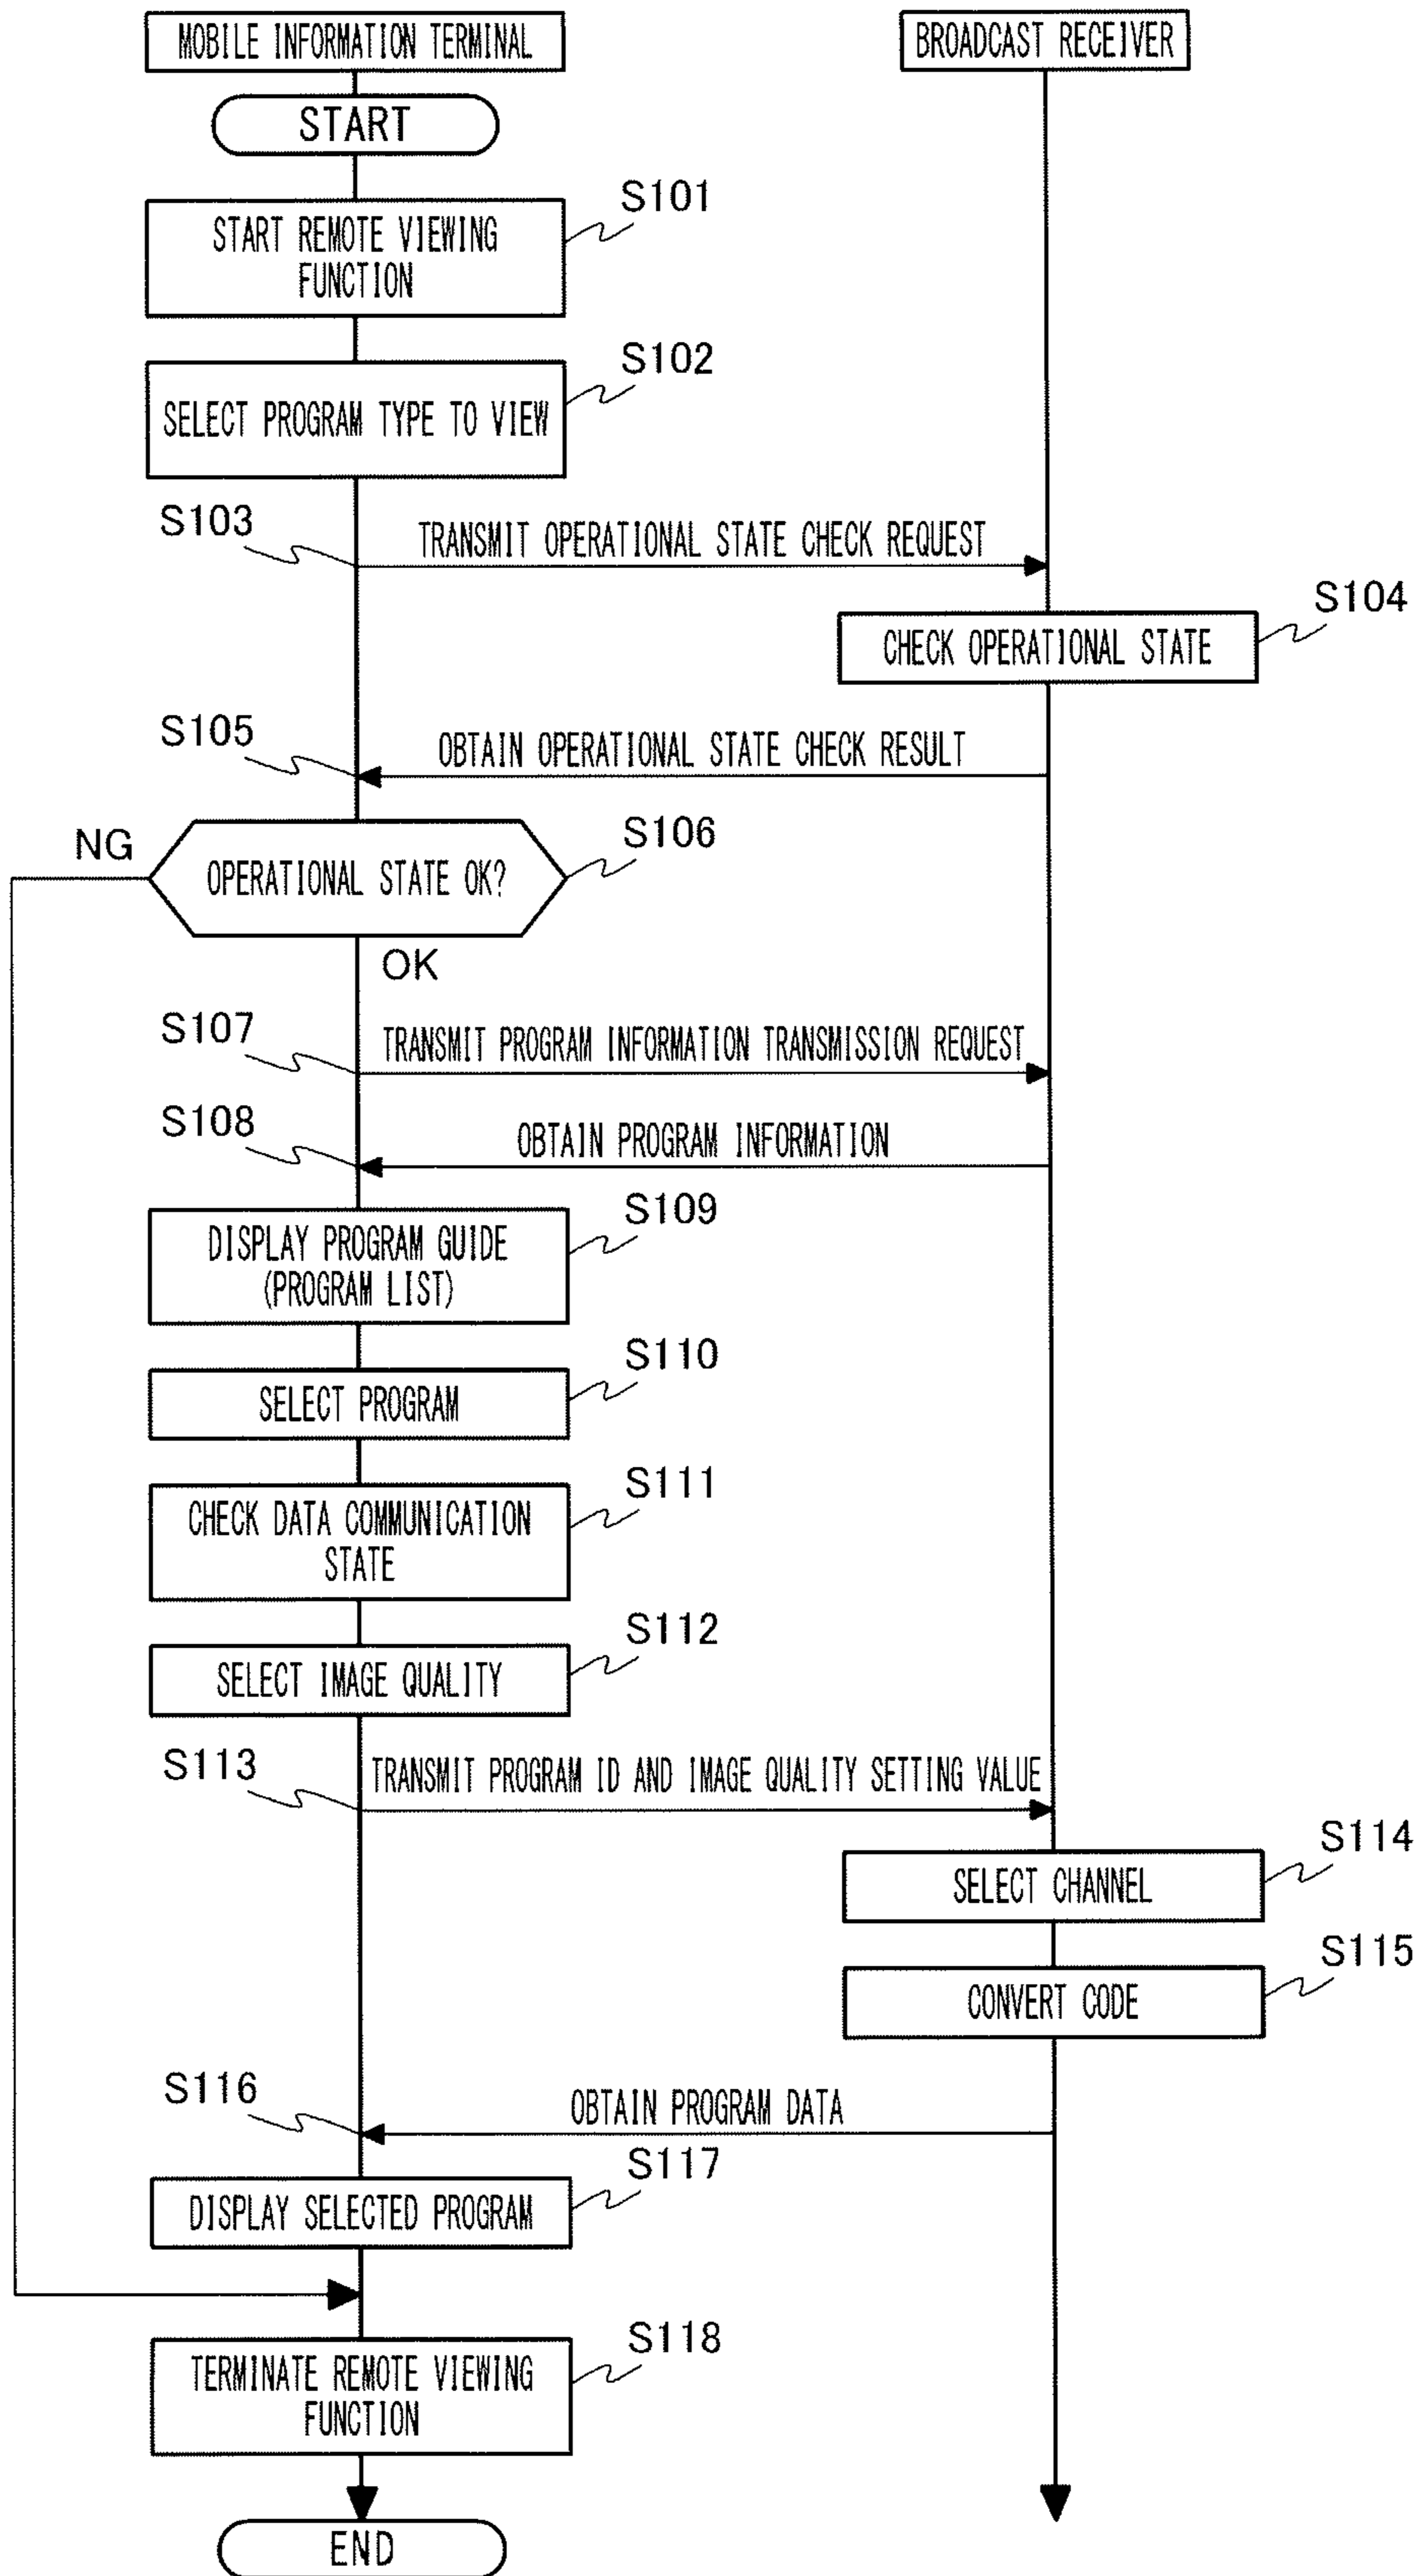 MOBILE INFORMATION TERMINAL
BROADCAST RECEIVER
START
S101
START REMOTE VIEWING
FUNCTION
S102
SELECT PROGRAM TYPE TO VIEW
S103
TRANSMIT OPERATIONAL STATE CHECK REQUEST
S104
CHECK OPERATIONAL STATE
S105
OBTAIN OPERATIONAL STATE CHECK RESULT
NG
S106
OPERATIONAL STATE OK?
OK
S107
TRANSMIT PROGRAM INFORMATION TRANSMISSION REQUEST
S108
OBTAIN PROGRAM INFORMATION
S109
DISPLAY PROGRAM GUIDE
(PROGRAM LIST)
S110
SELECT PROGRAM
S111
CHECK DATA COMMUNICATION
STATE
S112
SELECT IMAGE QUALITY
S113
TRANSMIT PROGRAM ID AND IMAGE QUALITY SETTING VALUE
S114
SELECT CHANNEL
S115
CONVERT CODE
S116
OBTAIN PROGRAM DATA
S117
DISPLAY SELECTED PROGRAM
S118
TERMINATE REMOTE VIEWING
FUNCTION
END